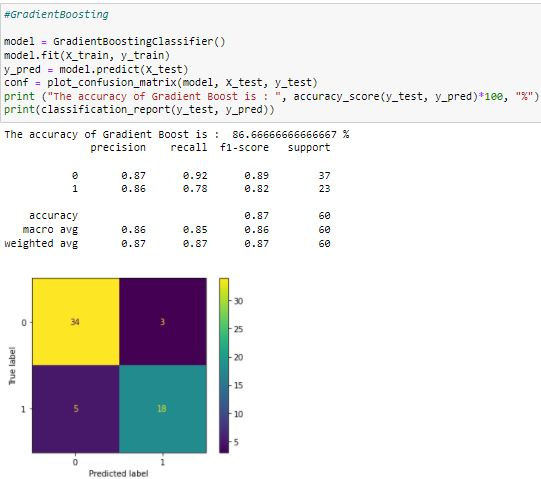 #GradientBoosting
model = GradientBoostingClassifier()
model.fit(X_train, y_train)
y_pred = model.predict(X_test)
conf = plot_confusion_matrix(model, X_test, y_test)
print ("The accuracy of Gradient Boost is : ", accuracy_score(y_test, y_pred)*100, "%")
print(classification_report(y_test, y_pred))
The accuracy of Gradient Boost is :  86.66666666666667 %
precision recall f1-score support
0 0.87 0.92 0.89 37
1 0.86 0.78 0.82 23
accuracy 0.87 60
macro avg 0.86 0.85 0.86 60
weighted avg 0.87 0.87 0.87 60
True label
0
1
34 3
5 18
0 1
Predicted label
30
25
20
15
10
5